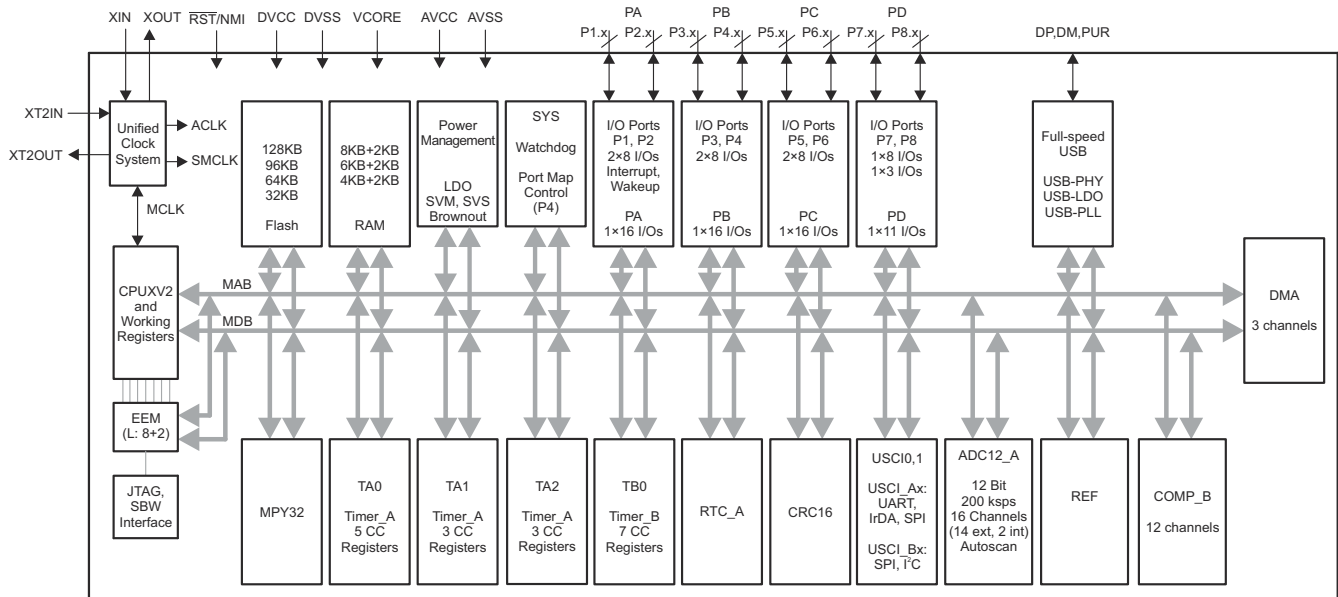 XIN XOUT RST/NMI DVCC DVSS VCORE AVCC AVSS
PA PB PC PD
P1.x P2.x P3.x P4.x P5.x P6.x P7.x P8.x
DP,DM,PUR
XT2IN
XT2OUT
Unified
Clock
System
ACLK
SMCLK
MCLK
128KB
96KB
64KB
32KB
Flash
8KB+2KB
6KB+2KB
4KB+2KB
RAM
Power
Management
LDO
SVM, SVS
Brownout
SYS
Watchdog
Port Map
Control
(P4)
I/O Ports
P1, P2
2×8 I/Os
Interrupt,
Wakeup
PA
1×16 I/Os
I/O Ports
P3, P4
2×8 I/Os
PB
1×16 I/Os
I/O Ports
P5, P6
2×8 I/Os
PC
1×16 I/Os
I/O Ports
P7, P8
1×8 I/Os
1×3 I/Os
PD
1×11 I/Os
Full-speed
USB
USB-PHY
USB-LDO
USB-PLL
CPUXV2
and
Working
Registers
MAB
MDB
DMA
3 channels
EEM
(L: 8+2)
JTAG,
SBW
Interface
MPY32
TA0
Timer_A
5 CC
Registers
TA1
Timer_A
3 CC
Registers
TA2
Timer_A
3 CC
Registers
TB0
Timer_B
7 CC
Registers
RTC_A
CRC16
USCI0,1
USCI_Ax:
UART,
IrDA, SPI
USCI_Bx:
SPI, I²C
ADC12_A
12 Bit
200 ksps
16 Channels
(14 ext, 2 int)
Autoscan
REF
COMP_B
12 channels